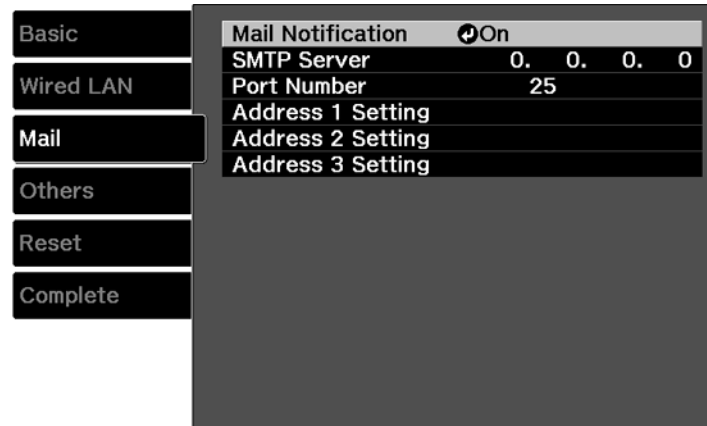 Basic
Wired LAN
Mail
Others
Reset
Complete
Mail Notification On
SMTP Server 0. 0. 0. 0
Port Number 25
Address 1 Setting
Address 2 Setting
Address 3 Setting